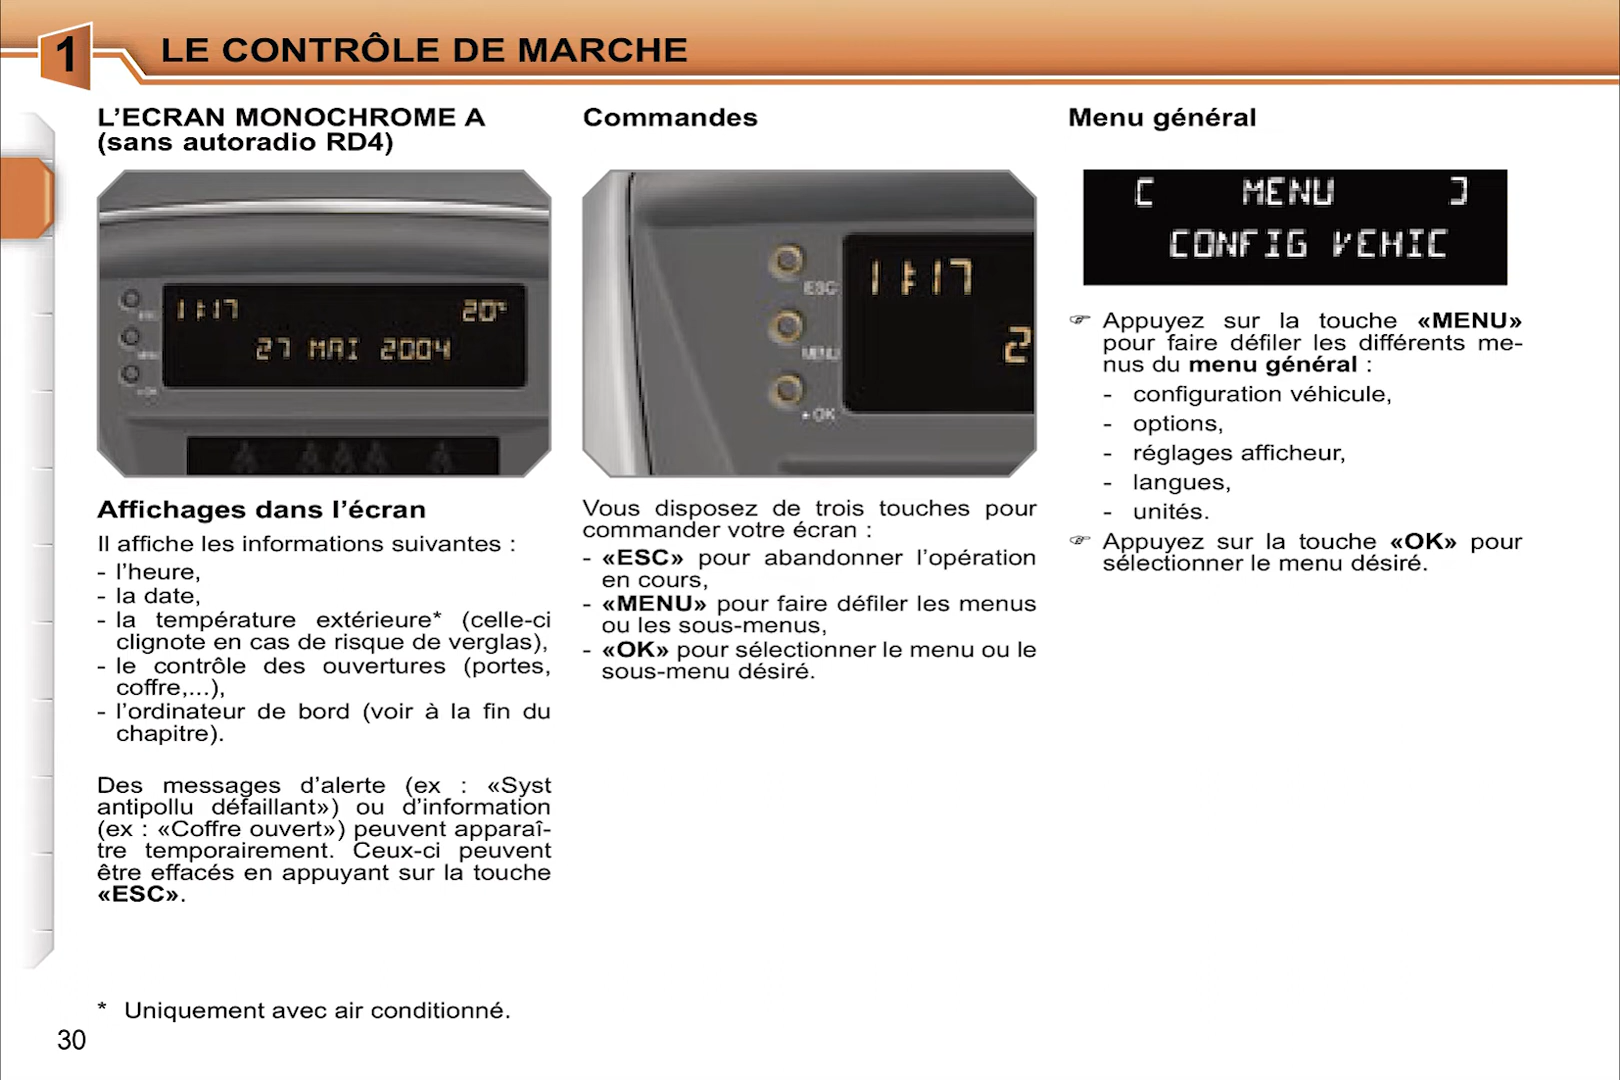 1
LE CONTRÔLE DE MARCHE
L'ECRAN MONOCHROME A
(sans autoradio RD4)
11:17 20°
27 MAI 2004
Affichages dans l'écran
Il affiche les informations suivantes :
- l'heure,
- la date,
- la température extérieure* (celle-ci
clignote en cas de risque de verglas),
- le contrôle des ouvertures (portes,
coffre,...),
- l'ordinateur de bord (voir à la fin du
chapitre).
Des messages d'alerte (ex : «Syst
antipollu défaillant») ou d'information
(ex : «Coffre ouvert») peuvent apparaî-
tre temporairement. Ceux-ci peuvent
être effacés en appuyant sur la touche
«ESC».
* Uniquement avec air conditionné.
30
Commandes
ESC
MENU
OK
11:17
2
Vous disposez de trois touches pour
commander votre écran :
- «ESC» pour abandonner l'opération
en cours,
- «MENU» pour faire défiler les menus
ou les sous-menus,
- «OK» pour sélectionner le menu ou le
sous-menu désiré.
Menu général
[ MENU ]
CONFIG VEHIC
☞ Appuyez sur la touche «MENU»
pour faire défiler les différents me-
nus du menu général :
- configuration véhicule,
- options,
- réglages afficheur,
- langues,
- unités.
☞ Appuyez sur la touche «OK» pour
sélectionner le menu désiré.